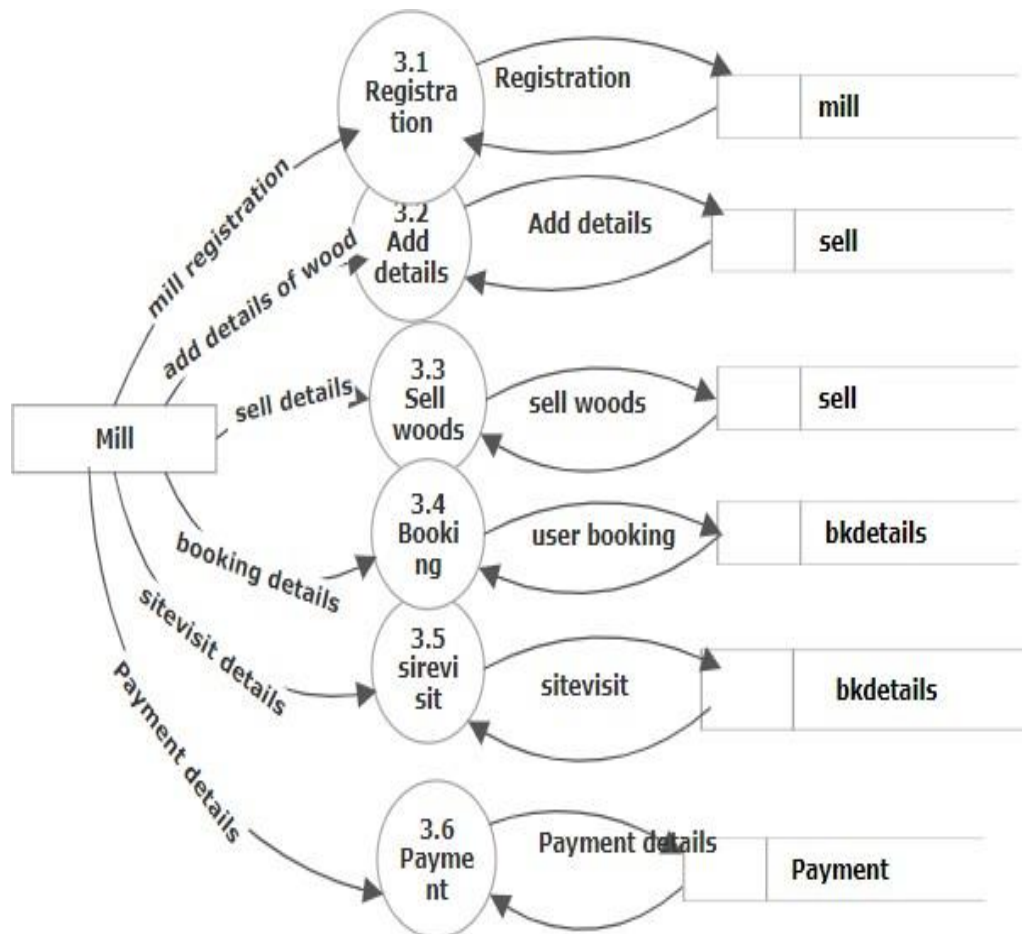 3.1
Registra
tion
Registration
mill
mill registration
3.2
Add
details
Add details
sell
add details of wood
3.3
Sell
woods
sell woods
sell
sell details
Mill
3.4
Booki
ng
user booking
bkdetails
booking details
3.5
sirevi
sit
sitevisit
bkdetails
sitevisit details
Payment details
3.6
Payme
nt
Payment details
Payment